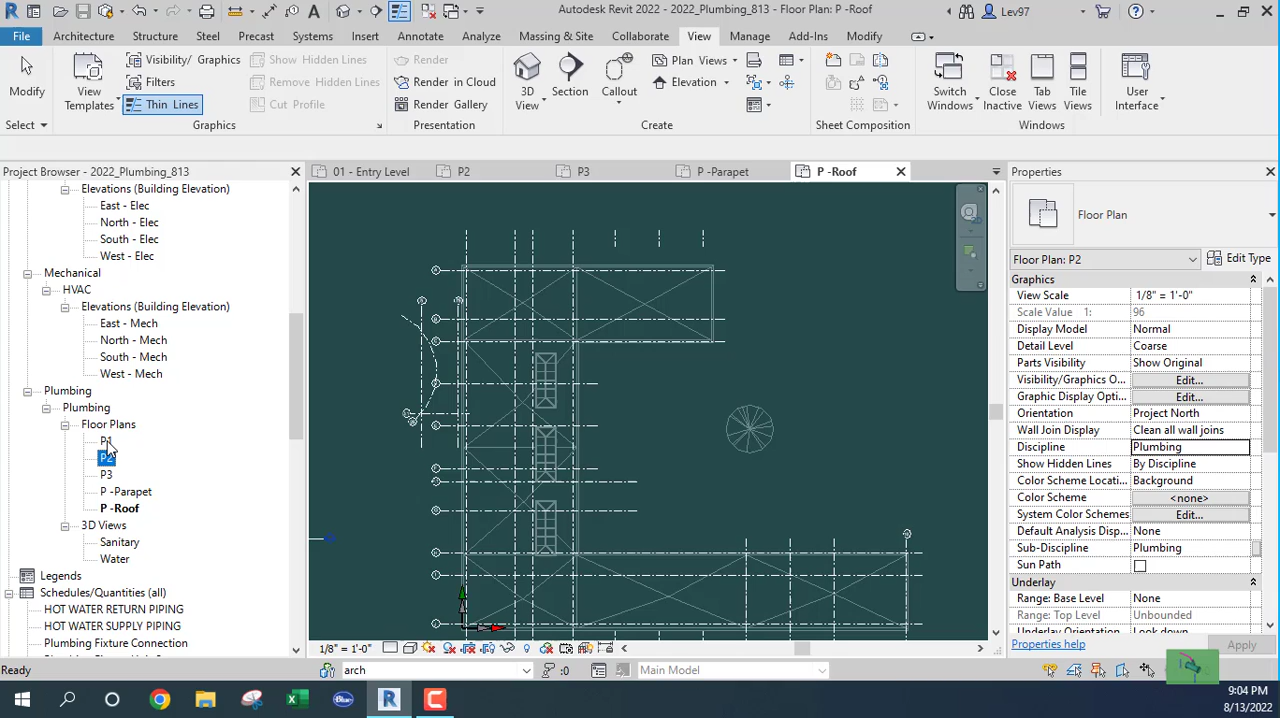 Autodesk Revit 2022 - 2022_Plumbing_813 - Floor Plan: P -Roof
Lev97
File Architecture Structure Steel Precast Systems Insert Annotate Analyze Massing & Site Collaborate View Manage Add-Ins Modify
Modify
Select
View Templates
Visibility/ Graphics
Filters
Thin Lines
Show Hidden Lines
Remove Hidden Lines
Cut Profile
Graphics
Render
Render in Cloud
Render Gallery
Presentation
3D View
Section
Callout
Plan Views
Elevation
Create
Sheet Composition
Switch Windows
Close Inactive
Tab Views
Tile Views
User Interface
Windows
Project Browser - 2022_Plumbing_813
Elevations (Building Elevation)
East - Elec
North - Elec
South - Elec
West - Elec
Mechanical
HVAC
Elevations (Building Elevation)
East - Mech
North - Mech
South - Mech
West - Mech
Plumbing
Plumbing
Floor Plans
P1
P2
P3
P -Parapet
P -Roof
3D Views
Sanitary
Water
Legends
Schedules/Quantities (all)
HOT WATER RETURN PIPING
HOT WATER SUPPLY PIPING
Plumbing Fixture Connection
01 - Entry Level
P2
P3
P -Parapet
P -Roof
1/8" = 1'-0"
Properties
Floor Plan
Floor Plan: P2
Edit Type
Graphics
View Scale 1/8" = 1'-0"
Scale Value 1: 96
Display Model Normal
Detail Level Coarse
Parts Visibility Show Original
Visibility/Graphics O... Edit...
Graphic Display Opti... Edit...
Orientation Project North
Wall Join Display Clean all wall joins
Discipline Plumbing
Show Hidden Lines By Discipline
Color Scheme Locati... Background
Color Scheme <none>
System Color Schemes Edit...
Default Analysis Disp... None
Sub-Discipline Plumbing
Sun Path
Underlay
Range: Base Level None
Range: Top Level Unbounded
Underlay Orientation Look down
Properties help
Apply
Ready
arch
:0
Main Model
9:04 PM
8/13/2022